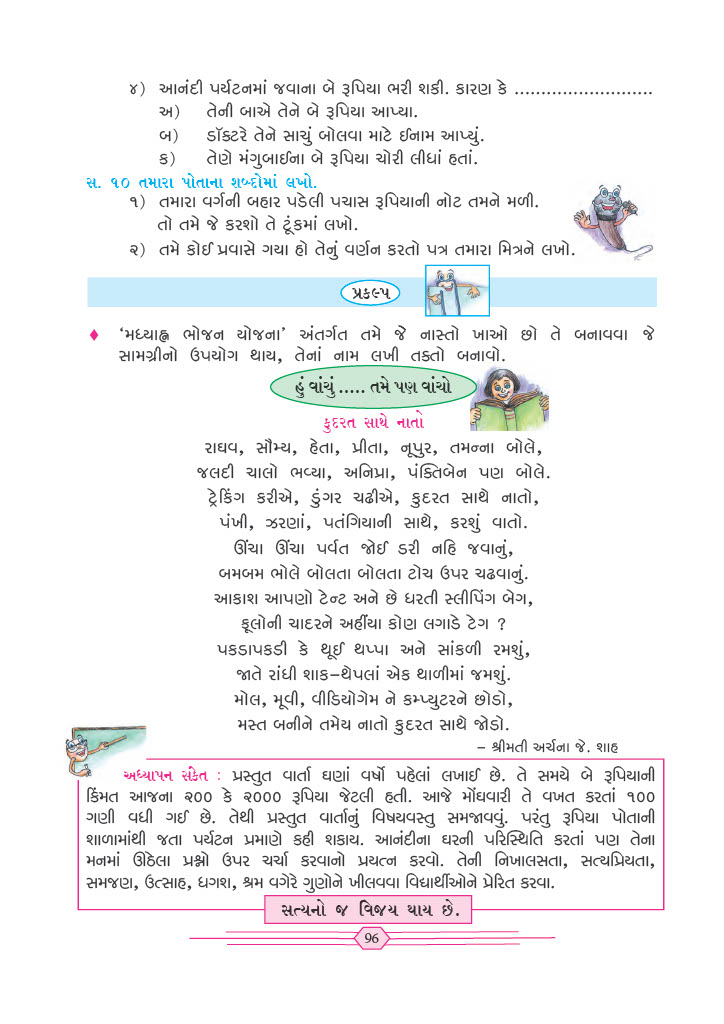 ૪) આનંદી પર્યટનમાં જવાના બે રૂપિયા ભરી શકી. કારણ કે ..........................
અ) તેની બાએ તેને બે રૂપિયા આપ્યા.
બ) ડૉક્ટરે તેને સાચું બોલવા માટે ઈનામ આપ્યું.
ક) તેણે મંગુબાઈના બે રૂપિયા ચોરી લીધાં હતાં.
સ. ૧૦ તમારા પોતાના શબ્દોમાં લખો.
૧) તમારા વર્ગની બહાર પડેલી પચાસ રૂપિયાની નોટ તમને મળી.
તો તમે જે કરશો તે ટૂંકમાં લખો.
૨) તમે કોઈ પ્રવાસે ગયા હો તેનું વર્ણન કરતો પત્ર તમારા મિત્રને લખો.
પ્રકલ્પ
♦ ‘મધ્યાહ્ન ભોજન યોજના’ અંતર્ગત તમે જે નાસ્તો ખાઓ છો તે બનાવવા જે
સામગ્રીનો ઉપયોગ થાય, તેનાં નામ લખી તક્તો બનાવો.
હું વાંચું ..... તમે પણ વાંચો
કુદરત સાથે નાતો
રાઘવ, સૌમ્ય, હેતા, પ્રીતા, નૂપુર, તમન્ના બોલે,
જલદી ચાલો ભવ્યા, અનિપ્રા, પંક્તિબેન પણ બોલે.
ટ્રેકિંગ કરીએ, ડુંગર ચઢીએ, કુદરત સાથે નાતો,
પંખી, ઝરણાં, પતંગિયાની સાથે, કરશું વાતો.
ઊંચા ઊંચા પર્વત જોઈ ડરી નહિ જવાનું,
બમબમ ભોલે બોલતા બોલતા ટોચ ઉપર ચઢવાનું.
આકાશ આપણો ટેન્ટ અને છે ધરતી સ્લીપિંગ બેગ,
ફૂલોની ચાદરને અહીંયા કોણ લગાડે ટેગ ?
પકડાપકડી કે થૂઈ થપ્પા અને સાંકળી રમશું,
જાતે રાંધી શાક–થેપલાં એક થાળીમાં જમશું.
મોલ, મૂવી, વીડિયોગેમ ને કમ્પ્યુટરને છોડો,
મસ્ત બનીને તમેય નાતો કુદરત સાથે જોડો.
– શ્રીમતી અર્ચના જે. શાહ
અધ્યાપન સંકેત : પ્રસ્તુત વાર્તા ઘણાં વર્ષો પહેલાં લખાઈ છે. તે સમયે બે રૂપિયાની
કિંમત આજના ૨૦૦ કે ૨૦૦૦ રૂપિયા જેટલી હતી. આજે મોંઘવારી તે વખત કરતાં ૧૦૦
ગણી વધી ગઈ છે. તેથી પ્રસ્તુત વાર્તાનું વિષયવસ્તુ સમજાવવું. પરંતુ રૂપિયા પોતાની
શાળામાંથી જતા પર્યટન પ્રમાણે કહી શકાય. આનંદીના ઘરની પરિસ્થિતિ કરતાં પણ તેના
મનમાં ઊઠેલા પ્રશ્નો ઉપર ચર્ચા કરવાનો પ્રયત્ન કરવો. તેની નિખાલસતા, સત્યપ્રિયતા,
સમજણ, ઉત્સાહ, ધગશ, શ્રમ વગેરે ગુણોને ખીલવવા વિદ્યાર્થીઓને પ્રેરિત કરવા.
સત્યનો જ વિજય થાય છે.
96